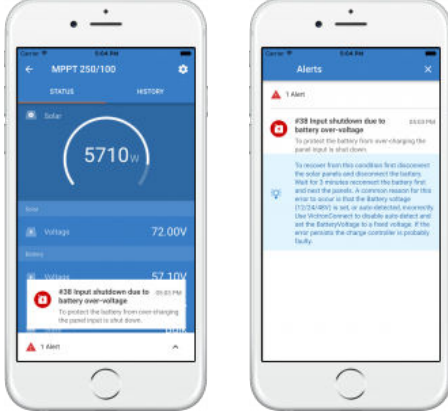 Carrier 5:04 PM
MPPT 250/100
STATUS HISTORY
Solar
5710W
Solar
Voltage 72.00V
Battery
Voltage 57.10V
#38 Input shutdown due to 05:03 PM
battery over-voltage
To protect the battery from over-charging
the panel input is shut down.
1 Alert
Carrier 5:04 PM
Alerts
1 Alert
#38 Input shutdown due to 05:03 PM
battery over-voltage
To protect the battery from over-charging the
panel input is shut down.
To recover from this condition first disconnect
the solar panels and disconnect the battery.
Wait for 3 minutes reconnect the battery first
and next the panels. A common reason for this
error to occur is that the Battery voltage
(12/24/48V) is set, or auto-detected, incorrectly.
Use VictronConnect to disable auto-detect and
set the BatteryVoltage to a fixed voltage. If the
error persists the charge controller is probably
faulty.